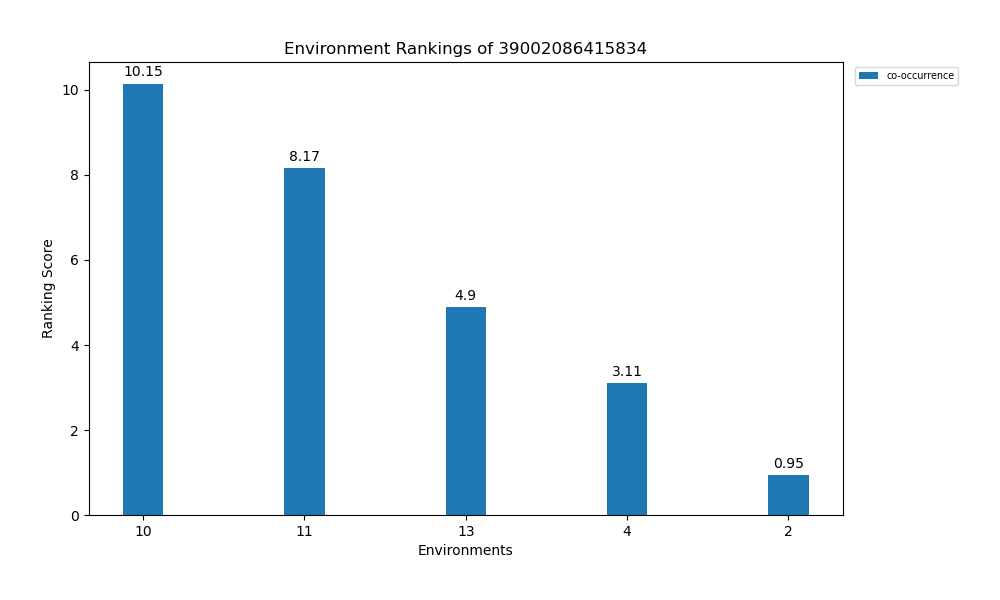 Environment Rankings of 39002086415834
co-occurrence
10.15
8.17
4.9
3.11
0.95
Ranking Score
10
8
6
4
2
0
10 11 13 4 2
Environments